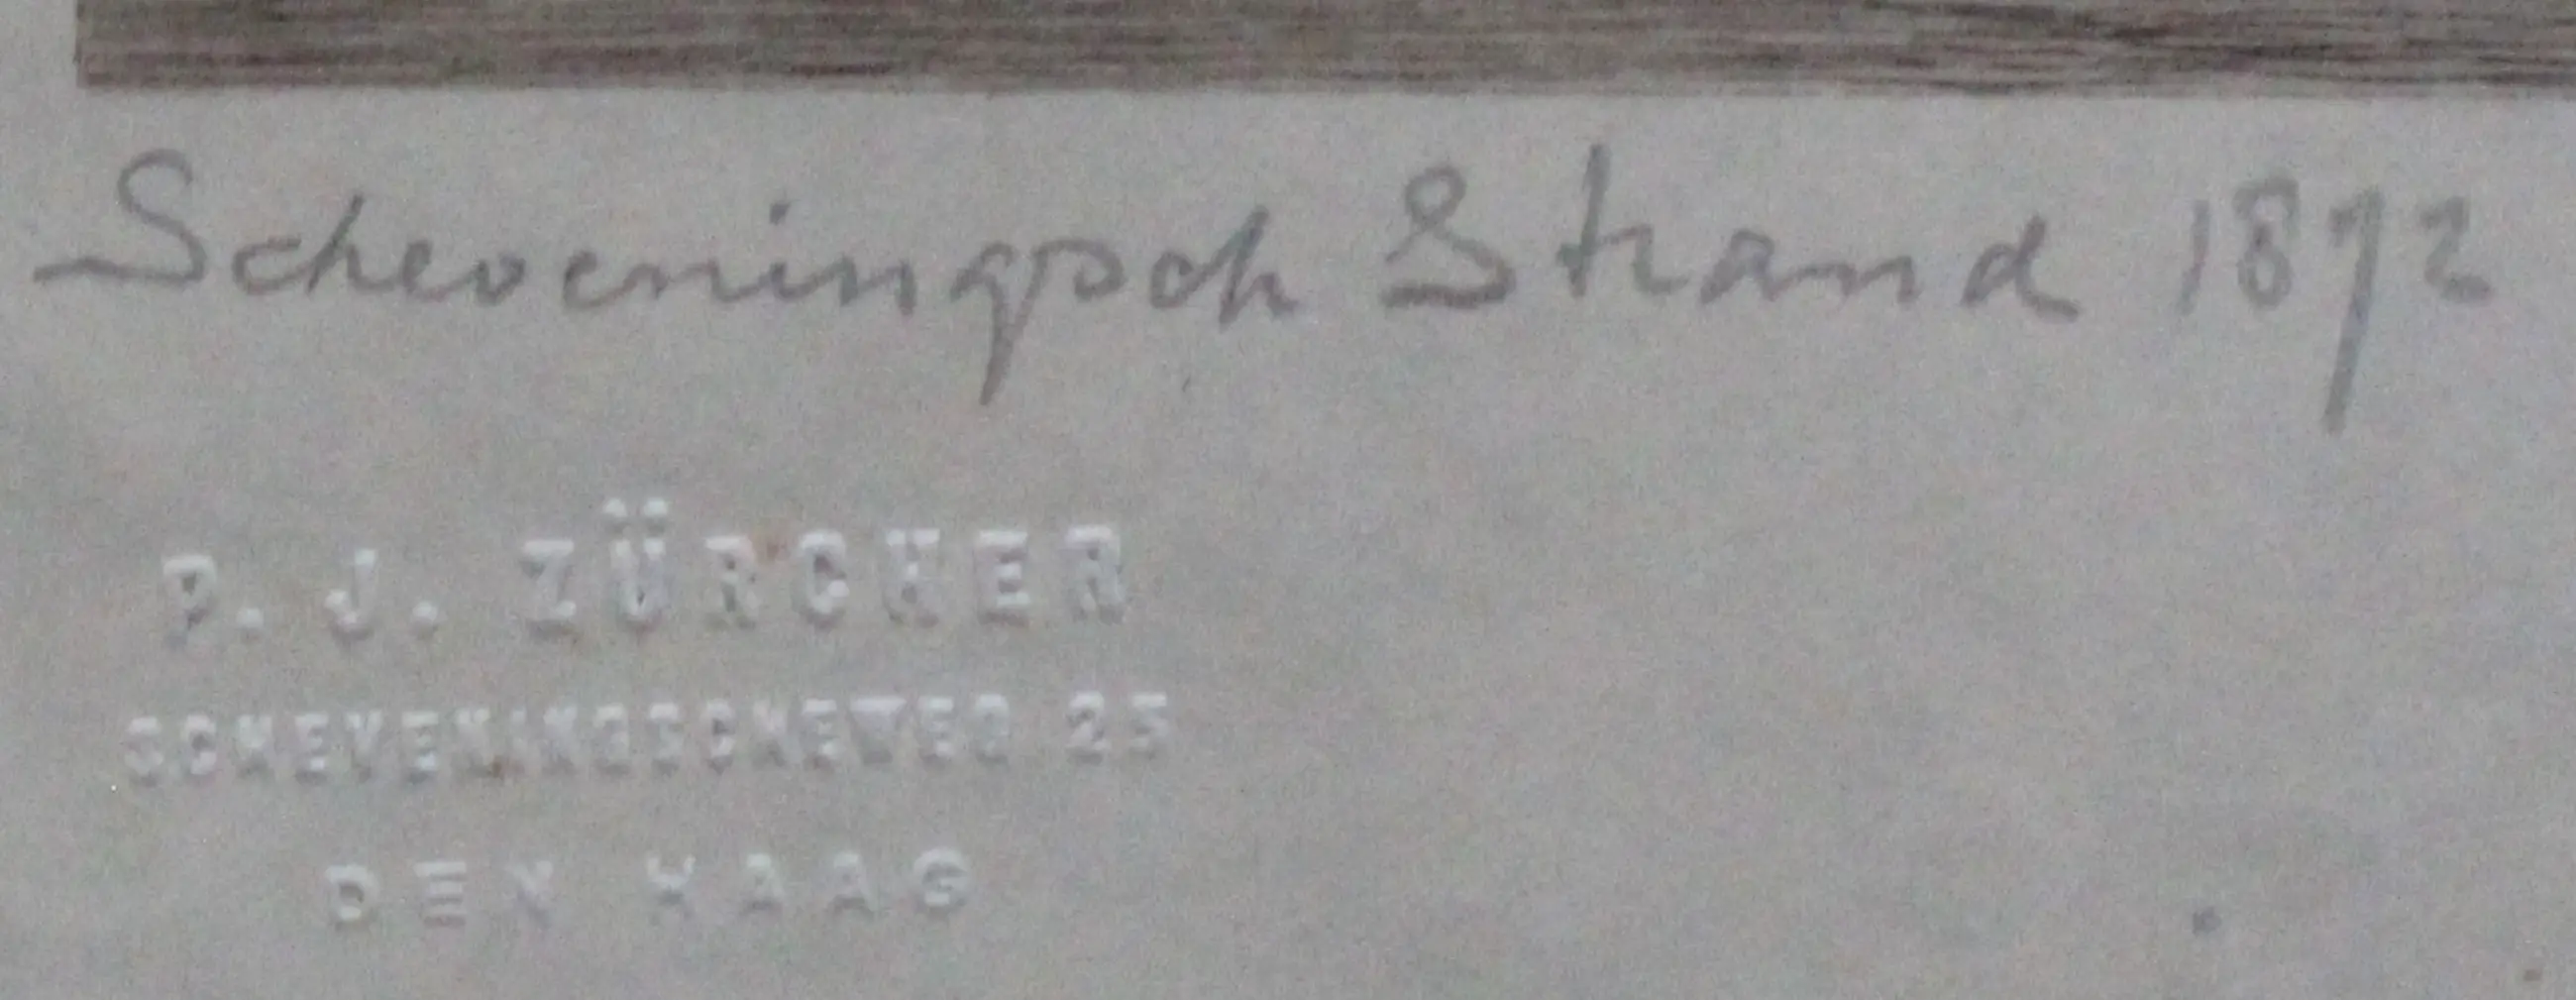 Scheveningsch Strand 1872
P. J. ZÜRCHER
SCHEVENINGSCHEWEG 25
DEN HAAG